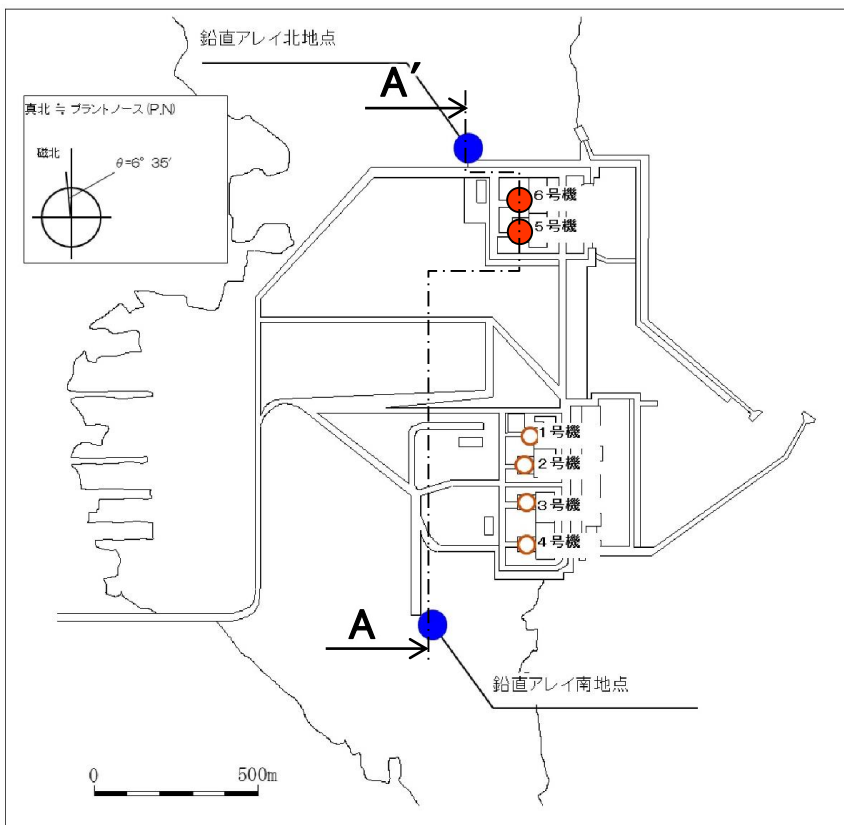 鉛直アレイ北地点
A′
真北 ≒ プラントノース(P.N)
磁北
θ=6° 35′
6号機
5号機
1号機
2号機
3号機
4号機
A
鉛直アレイ南地点
0
500m